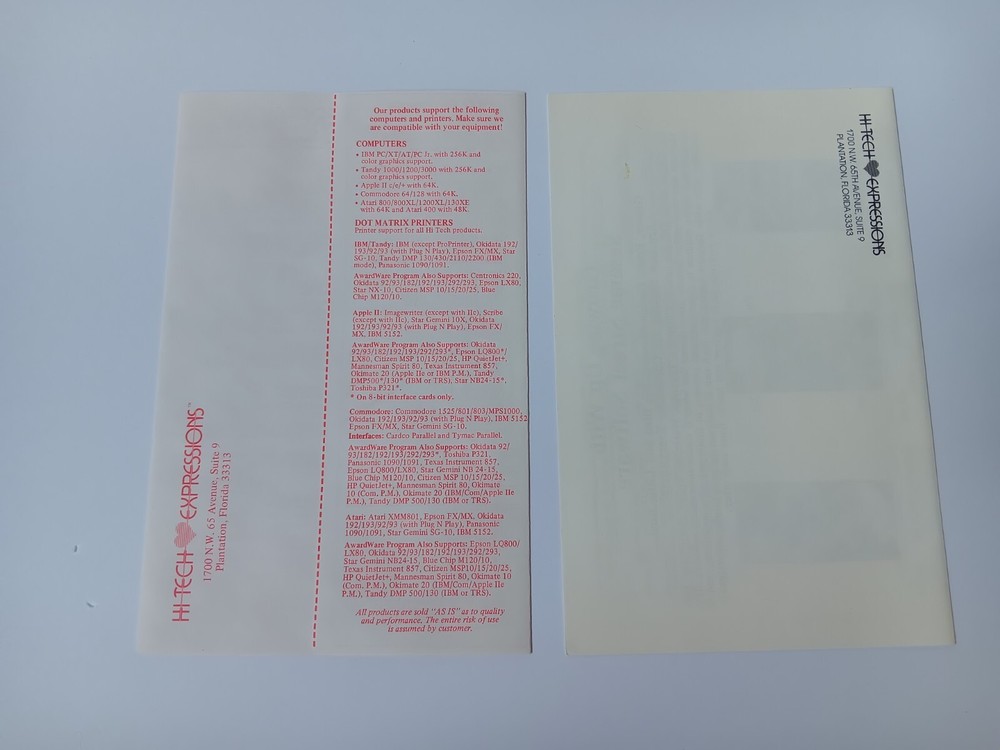 Our products support the following
computers and printers. Make sure we
are compatible with your equipment!
COMPUTERS
• IBM PC/XT/AT/PC Jr. with 256K and
color graphics support.
• Tandy 1000/1200/3000 with 256K and
color graphics support.
• Apple II c/e/+ with 64K.
• Commodore 64/128 with 64K.
• Atari 800/800XL/1200XL/130XE
with 64K and Atari 400 with 48K.
DOT MATRIX PRINTERS
Printer support for all Hi Tech products.
IBM/Tandy: IBM (except ProPrinter), Okidata 192/
193/92/93 (with Plug N Play), Epson FX/MX, Star
SG-10, Tandy DMP 130/430/2110/2200 (IBM
mode), Panasonic 1090/1091.
AwardWare Program Also Supports: Centronics 220,
Okidata 92/93/182/192/193/292/293, Epson LX80,
Star NX-10, Citizen MSP 10/15/20/25, Blue
Chip M120/10.
Apple II: Imagewriter (except with IIc), Scribe
(except with IIc), Star Gemini 10X, Okidata
192/193/92/93 (with Plug N Play), Epson FX/
MX, IBM 5152.
AwardWare Program Also Supports: Okidata
92/93/182/192/193/292/293*, Epson LQ800*/
LX80, Citizen MSP 10/15/20/25, HP QuietJet+,
Mannesman Spirit 80, Texas Instrument 857,
Okimate 20 (Apple IIe or IBM P.M.), Tandy
DMP500*/130* (IBM or TRS), Star NB24-15*,
Toshiba P321*.
* On 8-bit interface cards only.
Commodore: Commodore 1525/801/803/MPS1000,
Okidata 192/193/92/93 (with Plug N Play), IBM 5152
Epson FX/MX, Star Gemini SG-10.
Interfaces: Cardco Parallel and Tymac Parallel.
AwardWare Program Also Supports: Okidata 92/
93/182/192/193/292/293*, Toshiba P321,
Panasonic 1090/1091, Texas Instrument 857,
Epson LQ800/LX80, Star Gemini NB 24-15,
Blue Chip M120/10, Citizen MSP 10/15/20/25,
HP QuietJet+, Mannesman Spirit 80, Okimate
10 (Com. P.M.), Okimate 20 (IBM/Com/Apple IIe
P.M.), Tandy DMP 500/130 (IBM or TRS).
Atari: Atari XMM801, Epson FX/MX, Okidata
192/193/92/93 (with Plug N Play), Panasonic
1090/1091, Star Gemini SG-10, IBM 5152.
AwardWare Program Also Supports: Epson LQ800/
LX80, Okidata 92/93/182/192/193/292/293,
Star Gemini NB24-15, Blue Chip M120/10,
Texas Instrument 857, Citizen MSP10/15/20/25,
HP QuietJet+, Mannesman Spirit 80, Okimate 10
(Com. P.M.), Okimate 20 (IBM/Com/Apple IIe
P.M.), Tandy DMP 500/130 (IBM or TRS).
All products are sold "AS IS" as to quality
and performance. The entire risk of use
is assumed by customer.
HI TECH EXPRESSIONS™
1700 N.W. 65 Avenue, Suite 9
Plantation, Florida 33313
HI TECH EXPRESSIONS
1700 N.W. 65TH AVENUE, SUITE 9
PLANTATION, FLORIDA 33313